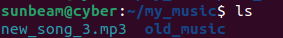 sunbeam@cyber:~/my_music$ ls
new_song_3.mp3  old_music